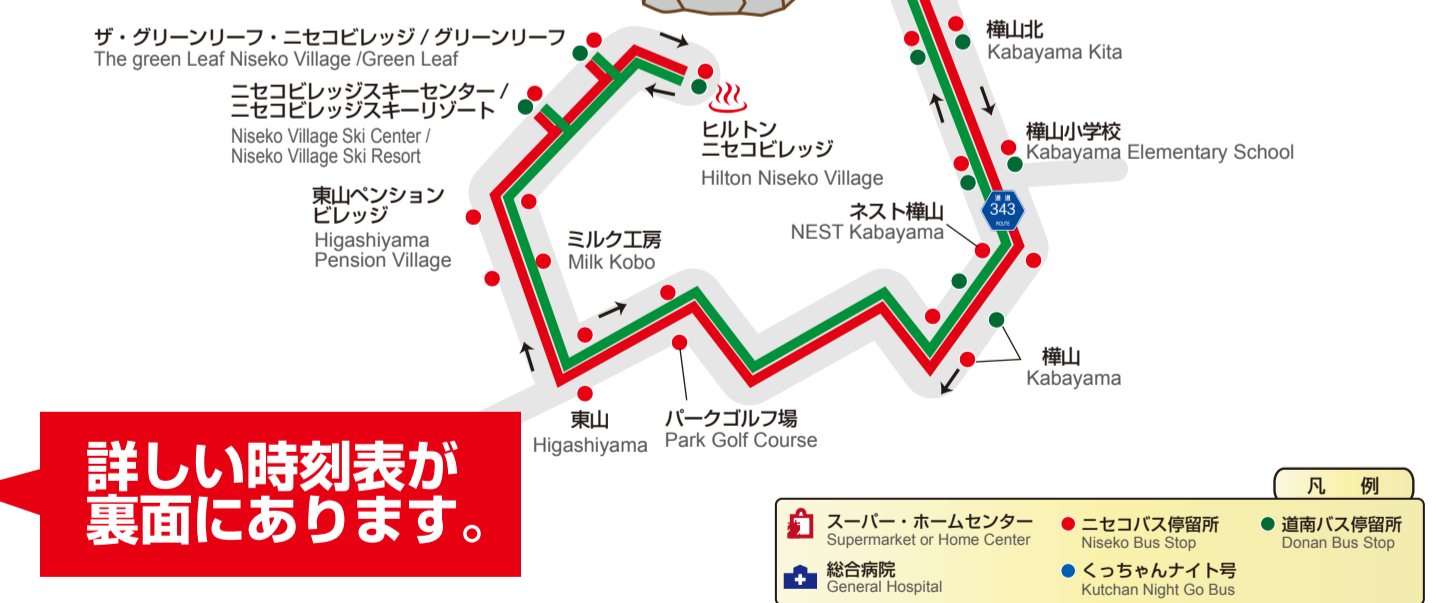 樺山北
Kabayama Kita
ザ・グリーンリーフ・ニセコビレッジ / グリーンリーフ
The green Leaf Niseko Village /Green Leaf
ニセコビレッジスキーセンター /
ニセコビレッジスキーリゾート
Niseko Village Ski Center /
Niseko Village Ski Resort
ヒルトン
ニセコビレッジ
Hilton Niseko Village
樺山小学校
Kabayama Elementary School
東山ペンション
ビレッジ
Higashiyama
Pension Village
ネスト樺山
NEST Kabayama
道道
343
ROUTE
ミルク工房
Milk Kobo
樺山
Kabayama
東山
Higashiyama
パークゴルフ場
Park Golf Course
詳しい時刻表が
裏面にあります。
凡 例
スーパー・ホームセンター
Supermarket or Home Center
ニセコバス停留所
Niseko Bus Stop
道南バス停留所
Donan Bus Stop
総合病院
General Hospital
くっちゃんナイト号
Kutchan Night Go Bus